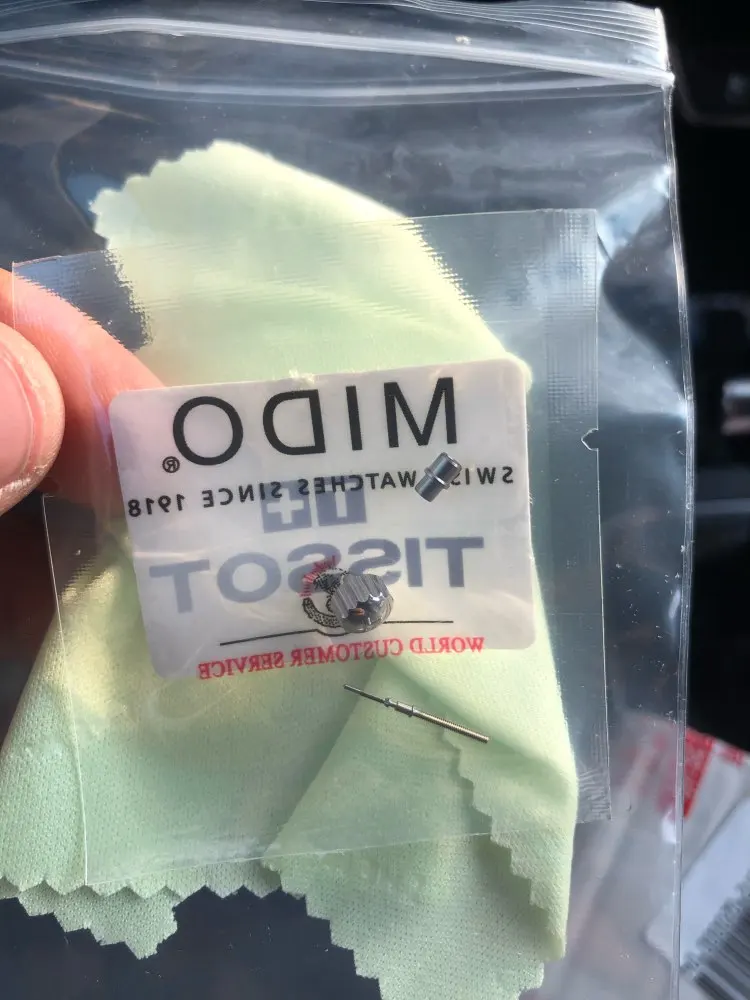 MIDO®
SWISS WATCHES SINCE 1918
T+
TISSOT
WORLD CUSTOMER SERVICE